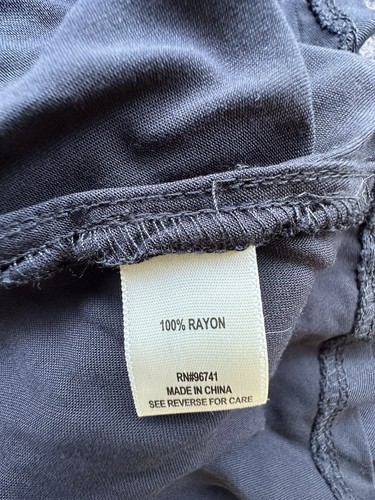 100% RAYON
RN#96741
MADE IN CHINA
SEE REVERSE FOR CARE